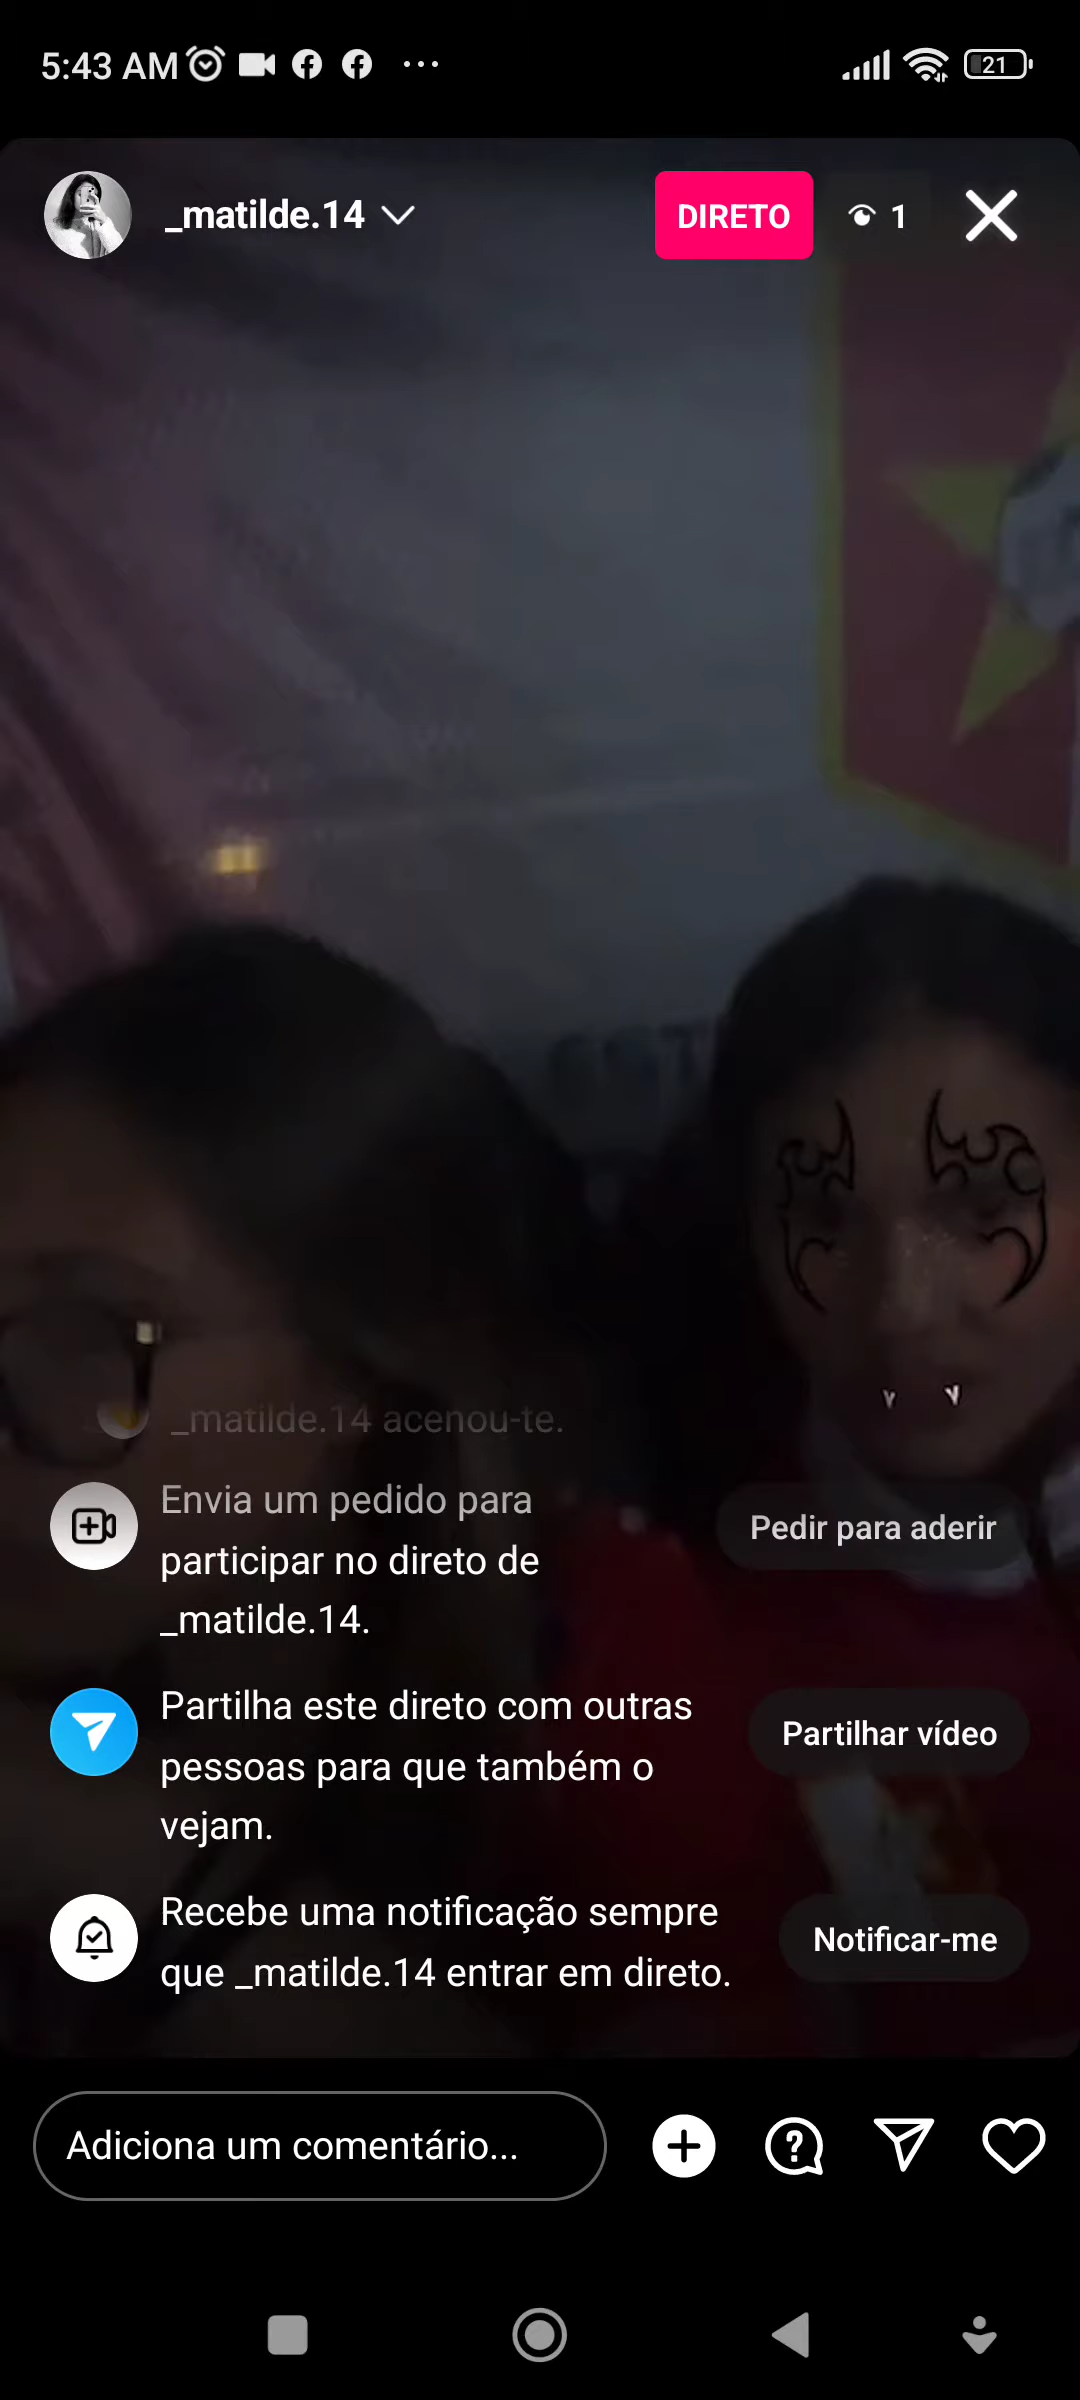 5:43 AM
21
_matilde.14
DIRETO
1
_matilde.14 acenou-te.
Envia um pedido para
participar no direto de
_matilde.14.
Pedir para aderir
Partilha este direto com outras
pessoas para que também o
vejam.
Partilhar vídeo
Recebe uma notificação sempre
que _matilde.14 entrar em direto.
Notificar-me
Adiciona um comentário...